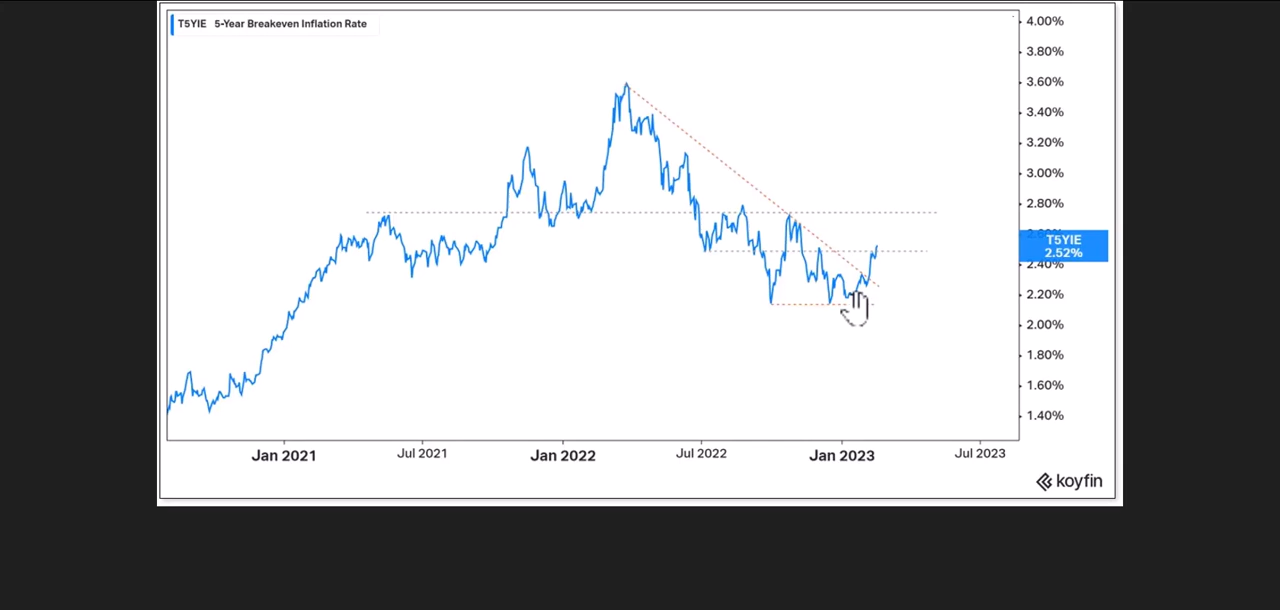 T5YIE 5-Year Breakeven Inflation Rate
4.00%
3.80%
3.60%
3.40%
3.20%
3.00%
2.80%
T5YIE
2.52%
2.40%
2.20%
2.00%
1.80%
1.60%
1.40%
Jan 2021
Jul 2021
Jan 2022
Jul 2022
Jan 2023
Jul 2023
koyfin